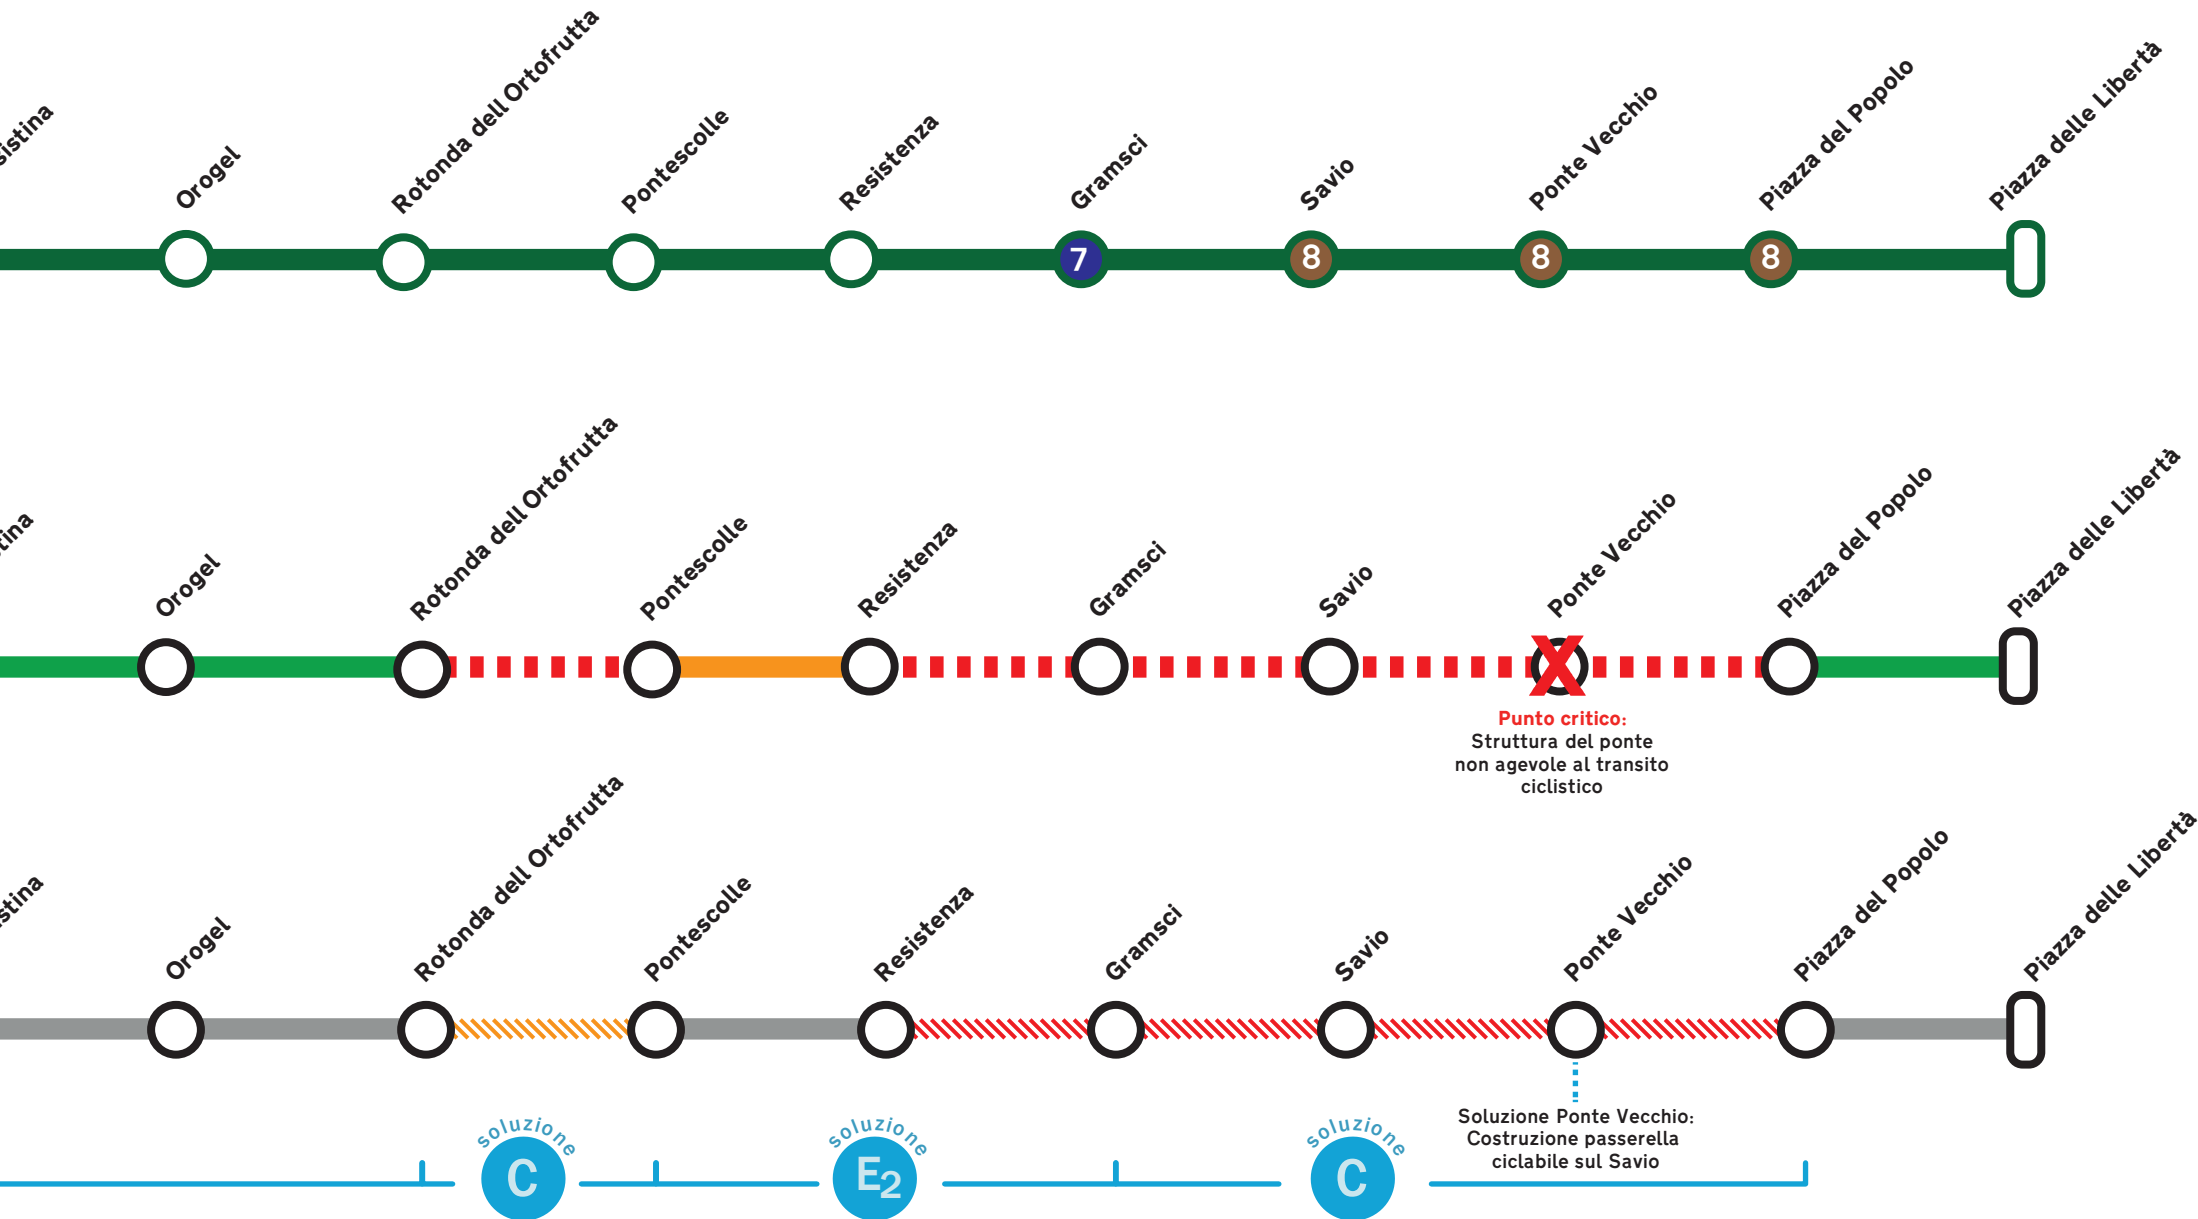 sistina
Orogel
Rotonda dell Ortofrutta
Pontescolle
Resistenza
Gramsci
Savio
Ponte Vecchio
Piazza del Popolo
Piazza delle Libertà
7
8
8
8
tina
Orogel
Rotonda dell Ortofrutta
Pontescolle
Resistenza
Gramsci
Savio
Ponte Vecchio
Piazza del Popolo
Piazza delle Libertà
X
Punto critico:
Struttura del ponte
non agevole al transito
ciclistico
stina
Orogel
Rotonda dell Ortofrutta
Pontescolle
Resistenza
Gramsci
Savio
Ponte Vecchio
Piazza del Popolo
Piazza delle Libertà
Soluzione Ponte Vecchio:
Costruzione passerella
ciclabile sul Savio
soluzione
C
soluzione
E2
soluzione
C